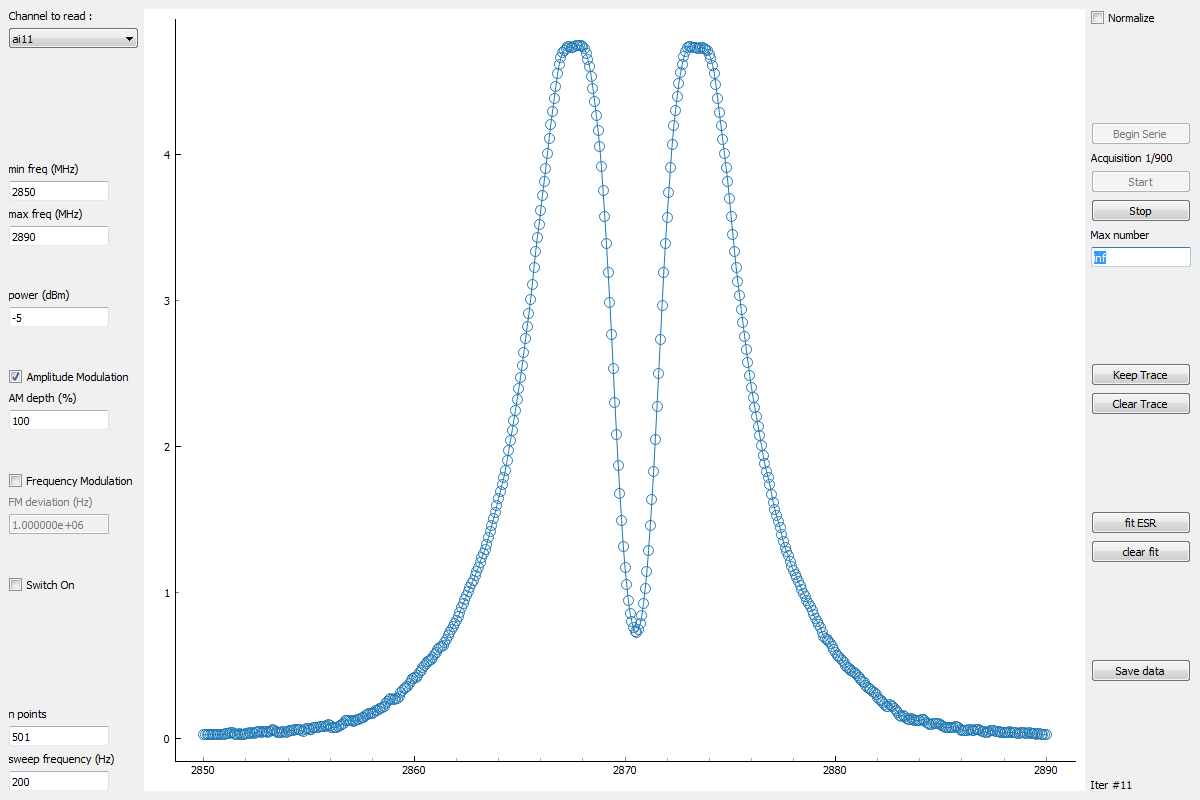 Channel to read :
ai11
min freq (MHz)
2850
max freq (MHz)
2890
power (dBm)
-5
Amplitude Modulation
AM depth (%)
100
Frequency Modulation
FM deviation (Hz)
1.000000e+06
Switch On
n points
501
sweep frequency (Hz)
200
4
3
2
1
0
2850 2860 2870 2880 2890
Normalize
Begin Serie
Acquisition 1/900
Start
Stop
Max number
inf
Keep Trace
Clear Trace
fit ESR
clear fit
Save data
Iter #11